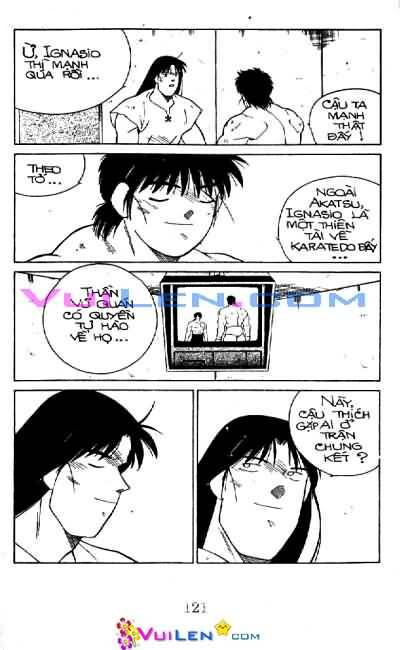 Ừ, IGNASIO
THÌ MẠNH
QUÁ RỒI ...
CẬU TA
MẠNH
THẬT
ĐẤY!
THEO
TỚ ...
NGOÀI
AKATSU,
IGNASIO LÀ
MỘT THIÊN
TÀI VỀ
KARATEDO ĐẤY
...
THẦN
VÕ QUÁN
CÓ QUYỀN
TỰ HÀO
VỀ HỌ ...
VUILEN.COM
NÀY,
CẬU THÍCH
GẶP AI Ở
TRẬN
CHUNG
KẾT?
121
VUILEN.COM